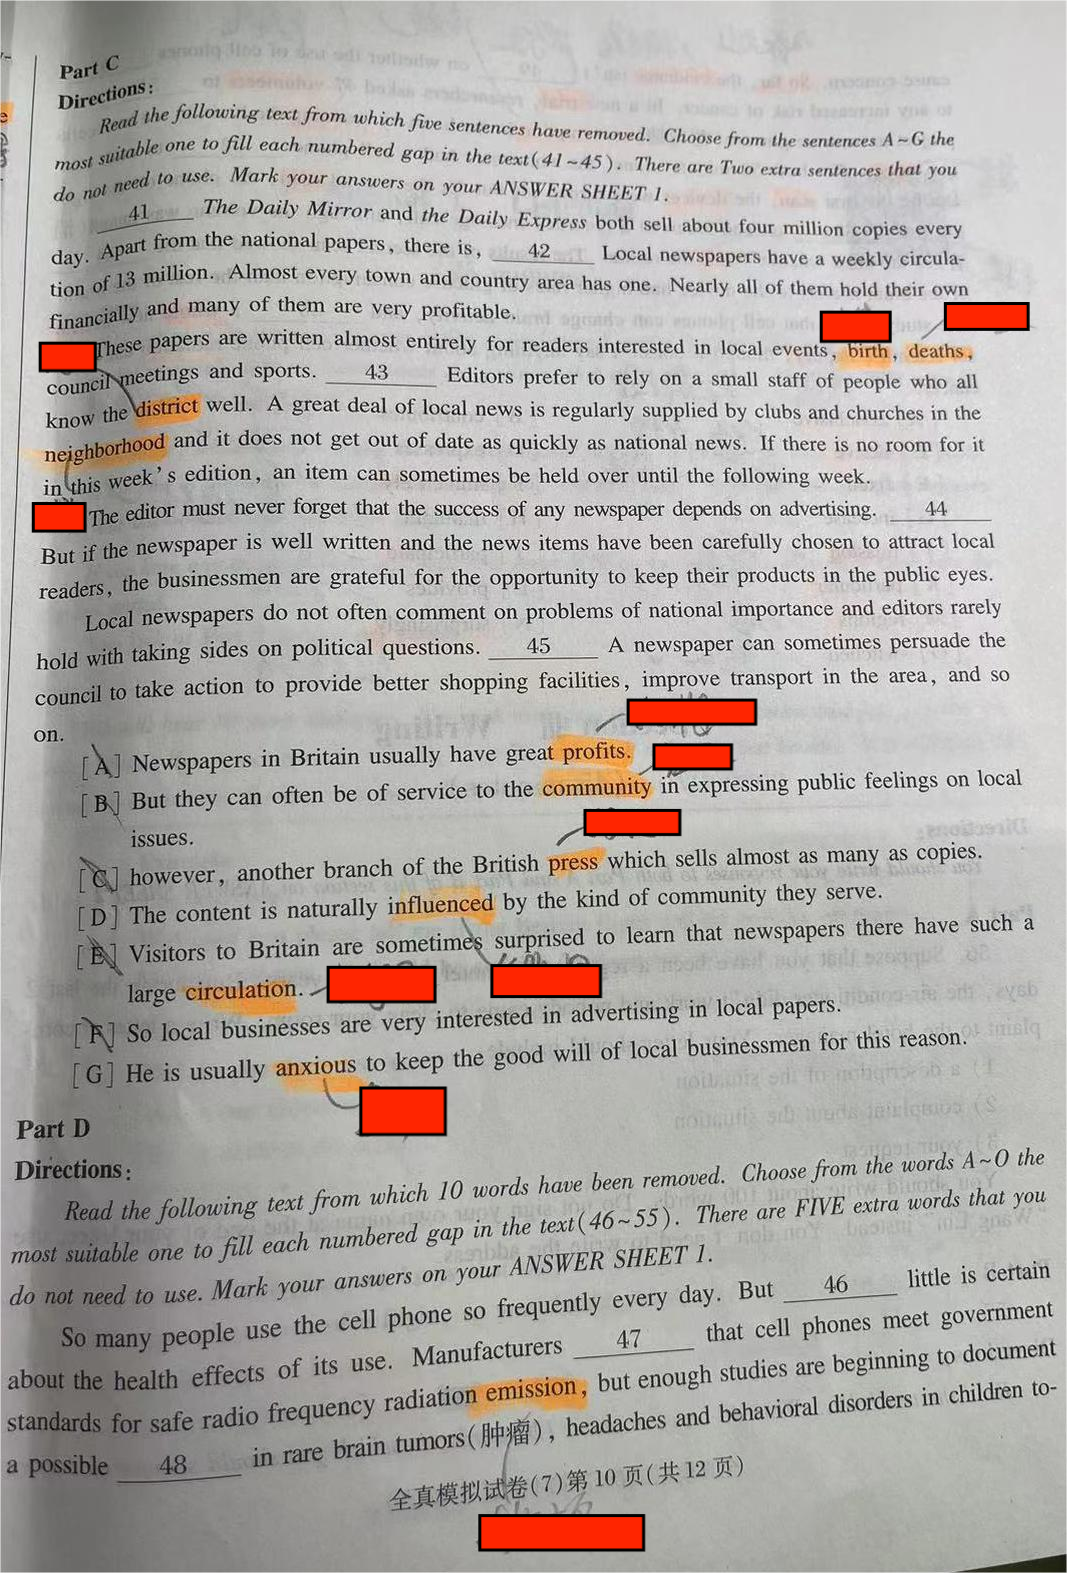 Part C
Directions:
Read the following text from which five sentences have removed. Choose from the sentences A~G the
most suitable one to fill each numbered gap in the text(41~45). There are Two extra sentences that you
do not need to use. Mark your answers on your ANSWER SHEET 1.
41 The Daily Mirror and the Daily Express both sell about four million copies every
day. Apart from the national papers, there is, 42 Local newspapers have a weekly circula-
tion of 13 million. Almost every town and country area has one. Nearly all of them hold their own
financially and many of them are very profitable.
These papers are written almost entirely for readers interested in local events, birth, deaths,
council meetings and sports. 43 Editors prefer to rely on a small staff of people who all
know the district well. A great deal of local news is regularly supplied by clubs and churches in the
neighborhood and it does not get out of date as quickly as national news. If there is no room for it
in this week's edition, an item can sometimes be held over until the following week.
The editor must never forget that the success of any newspaper depends on advertising. 44
But if the newspaper is well written and the news items have been carefully chosen to attract local
readers, the businessmen are grateful for the opportunity to keep their products in the public eyes.
Local newspapers do not often comment on problems of national importance and editors rarely
hold with taking sides on political questions. 45 A newspaper can sometimes persuade the
council to take action to provide better shopping facilities, improve transport in the area, and so
on.
[A] Newspapers in Britain usually have great profits.
[B] But they can often be of service to the community in expressing public feelings on local
issues.
[C] however, another branch of the British press which sells almost as many as copies.
[D] The content is naturally influenced by the kind of community they serve.
[E] Visitors to Britain are sometimes surprised to learn that newspapers there have such a
large circulation.
[F] So local businesses are very interested in advertising in local papers.
[G] He is usually anxious to keep the good will of local businessmen for this reason.
Part D
Directions:
Read the following text from which 10 words have been removed. Choose from the words A~O the
most suitable one to fill each numbered gap in the text(46~55). There are FIVE extra words that you
do not need to use. Mark your answers on your ANSWER SHEET 1.
So many people use the cell phone so frequently every day. But 46 little is certain
about the health effects of its use. Manufacturers 47 that cell phones meet government
standards for safe radio frequency radiation emission, but enough studies are beginning to document
a possible 48 in rare brain tumors(肿瘤), headaches and behavioral disorders in children to-
全真模拟试卷(7)第10页(共12页)